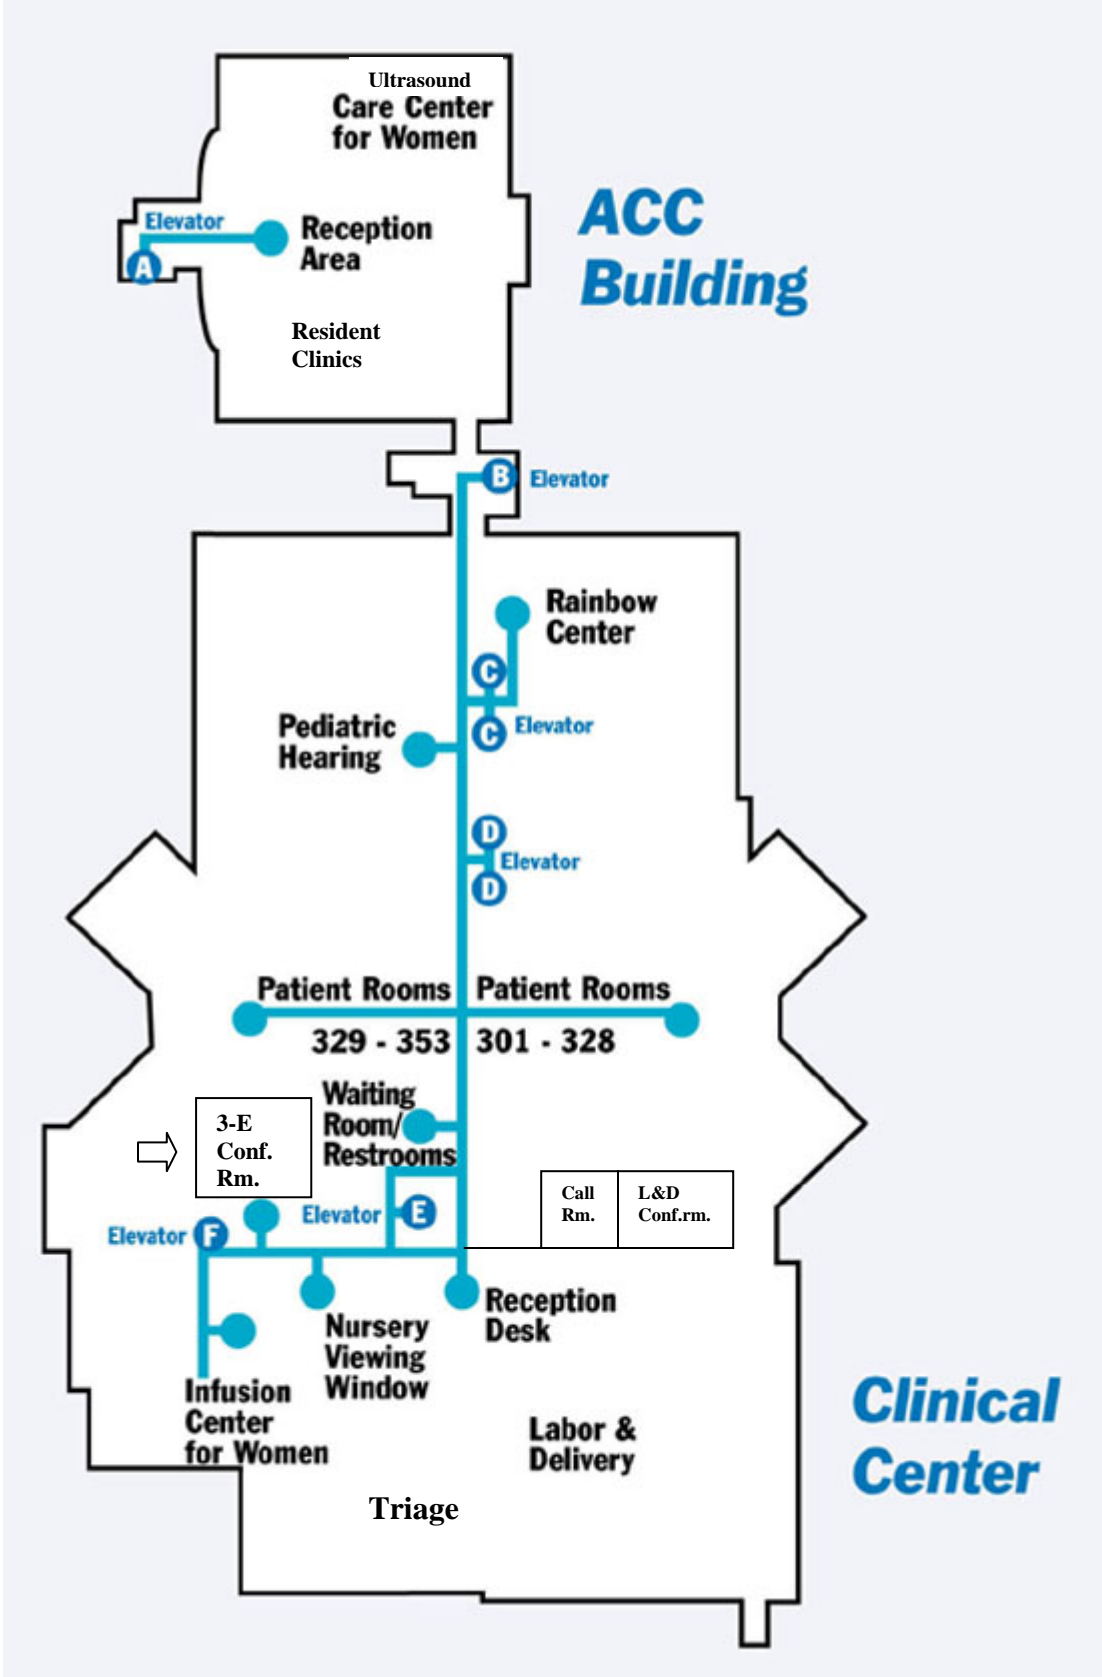 Ultrasound
Care Center
for Women
ACC
Building
Elevator
A
Reception
Area
Resident
Clinics
B
Elevator
Rainbow
Center
C
C
Elevator
Pediatric
Hearing
D
Elevator
D
Patient Rooms
329 - 353
Patient Rooms
301 - 328
Waiting
Room/
Restrooms
3-E
Conf.
Rm.
Call
Rm.
L&D
Conf.rm.
Elevator
E
Elevator
F
Reception
Desk
Nursery
Viewing
Window
Infusion
Center
for Women
Labor &
Delivery
Clinical
Center
Triage